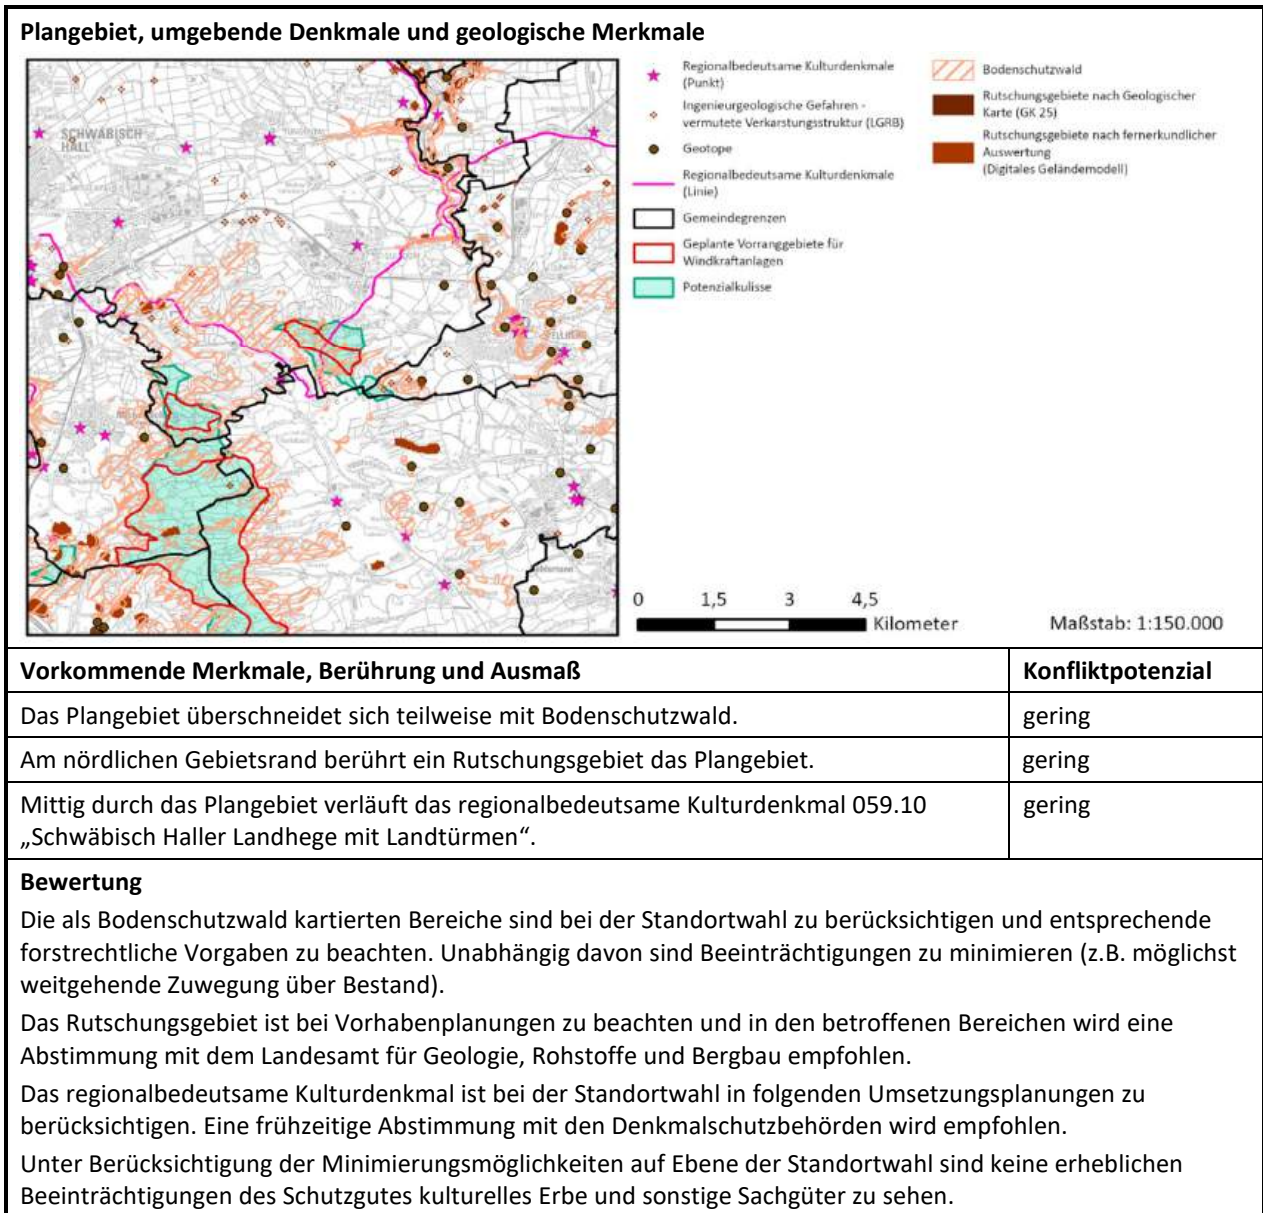 Plangebiet, umgebende Denkmale und geologische Merkmale
SCHWÄBISCH
HALL
Regionalbedeutsame Kulturdenkmale
(Punkt)
Ingenieurgeologische Gefahren -
vermutete Verkarstungsstruktur (LGRB)
Geotope
Regionalbedeutsame Kulturdenkmale
(Linie)
Gemeindegrenzen
Geplante Vorranggebiete für
Windkraftanlagen
Potenzialkulisse
Bodenschutzwald
Rutschungsgebiete nach Geologischer
Karte (GK 25)
Rutschungsgebiete nach fernerkundlicher
Auswertung
(Digitales Geländemodell)
0 1,5 3 4,5
Kilometer
Maßstab: 1:150.000
Vorkommende Merkmale, Berührung und Ausmaß
Konfliktpotenzial
Das Plangebiet überschneidet sich teilweise mit Bodenschutzwald.
gering
Am nördlichen Gebietsrand berührt ein Rutschungsgebiet das Plangebiet.
gering
Mittig durch das Plangebiet verläuft das regionalbedeutsame Kulturdenkmal 059.10
„Schwäbisch Haller Landhege mit Landtürmen“.
gering
Bewertung
Die als Bodenschutzwald kartierten Bereiche sind bei der Standortwahl zu berücksichtigen und entsprechende
forstrechtliche Vorgaben zu beachten. Unabhängig davon sind Beeinträchtigungen zu minimieren (z.B. möglichst
weitgehende Zuwegung über Bestand).
Das Rutschungsgebiet ist bei Vorhabenplanungen zu beachten und in den betroffenen Bereichen wird eine
Abstimmung mit dem Landesamt für Geologie, Rohstoffe und Bergbau empfohlen.
Das regionalbedeutsame Kulturdenkmal ist bei der Standortwahl in folgenden Umsetzungsplanungen zu
berücksichtigen. Eine frühzeitige Abstimmung mit den Denkmalschutzbehörden wird empfohlen.
Unter Berücksichtigung der Minimierungsmöglichkeiten auf Ebene der Standortwahl sind keine erheblichen
Beeinträchtigungen des Schutzgutes kulturelles Erbe und sonstige Sachgüter zu sehen.